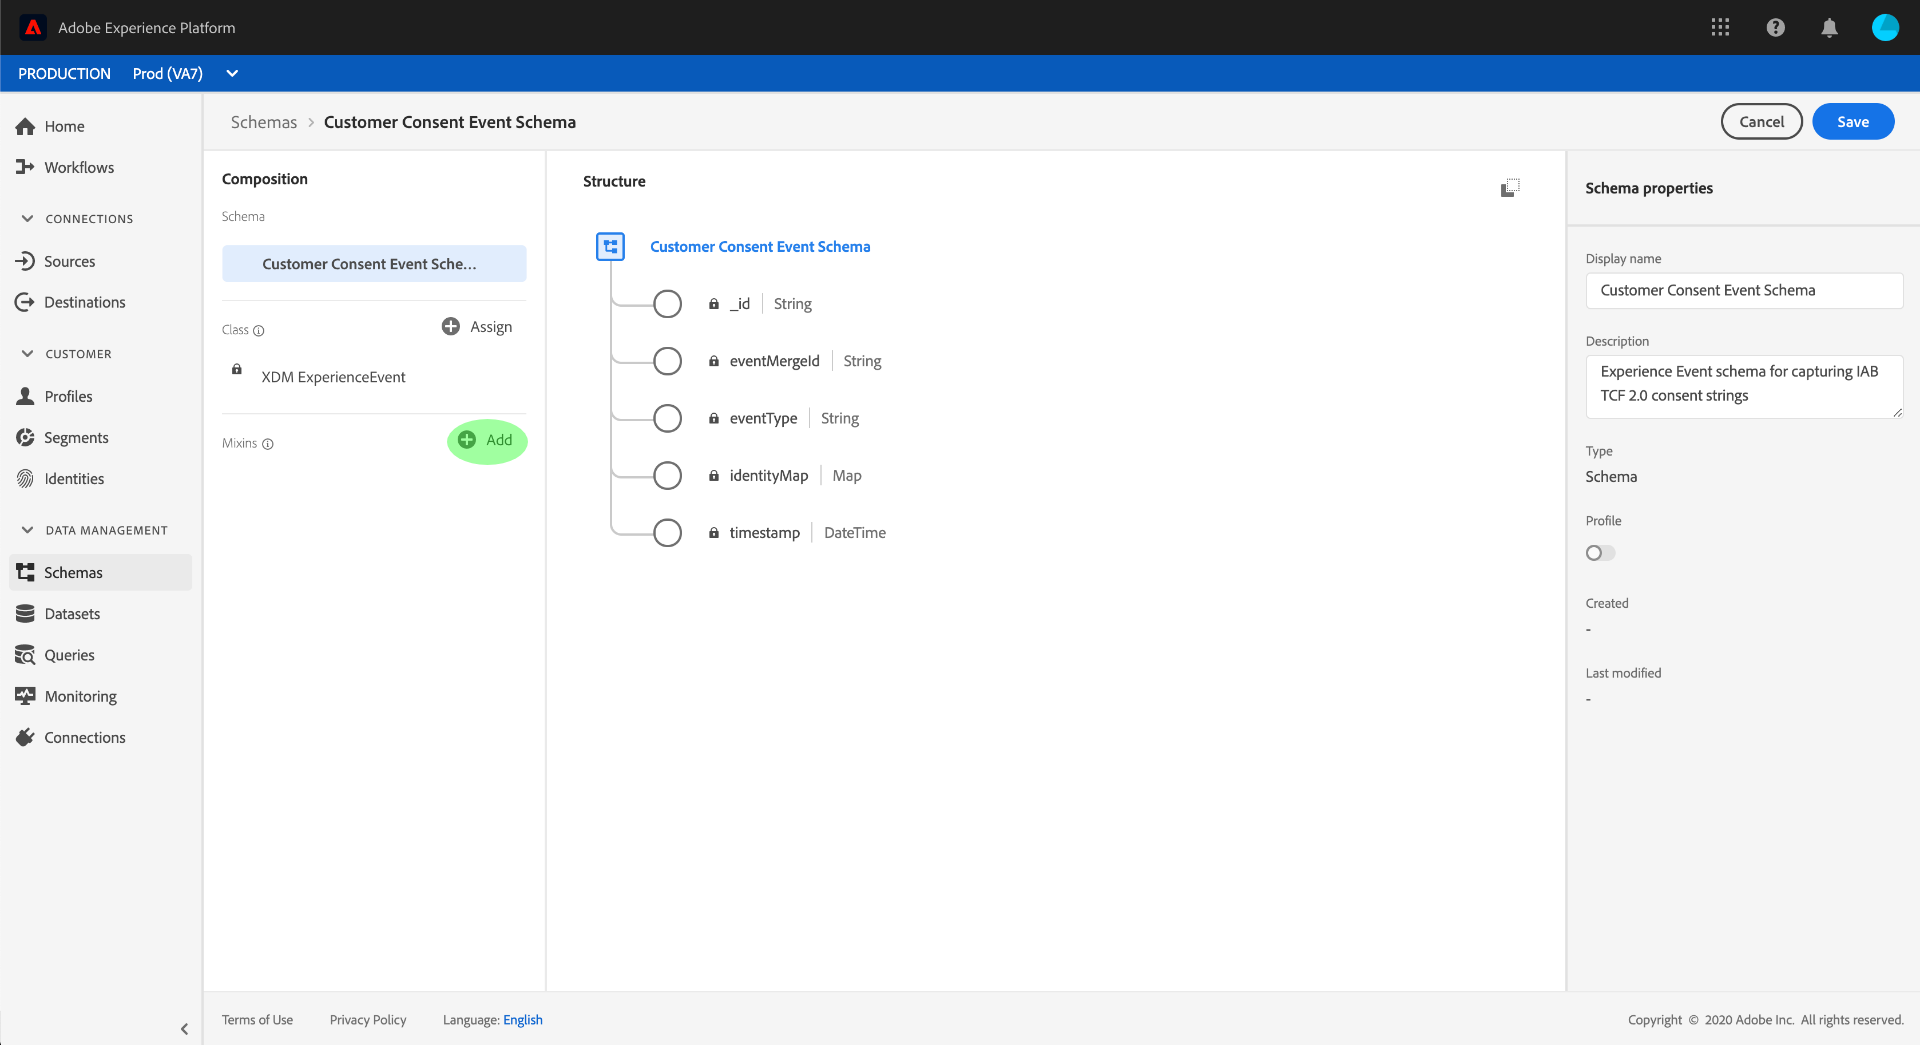 Adobe Experience Platform
PRODUCTION Prod (VA7)
Home
Workflows
CONNECTIONS
Sources
Destinations
CUSTOMER
Profiles
Segments
Identities
DATA MANAGEMENT
Schemas
Datasets
Queries
Monitoring
Connections
Schemas > Customer Consent Event Schema
Cancel
Save
Composition
Schema
Customer Consent Event Sche...
Class
Assign
XDM ExperienceEvent
Mixins
Add
Structure
Customer Consent Event Schema
_id String
eventMergeId String
eventType String
identityMap Map
timestamp DateTime
Schema properties
Display name
Customer Consent Event Schema
Description
Experience Event schema for capturing IAB
TCF 2.0 consent strings
Type
Schema
Profile
Created
-
Last modified
-
Terms of Use Privacy Policy Language: English
Copyright © 2020 Adobe Inc. All rights reserved.